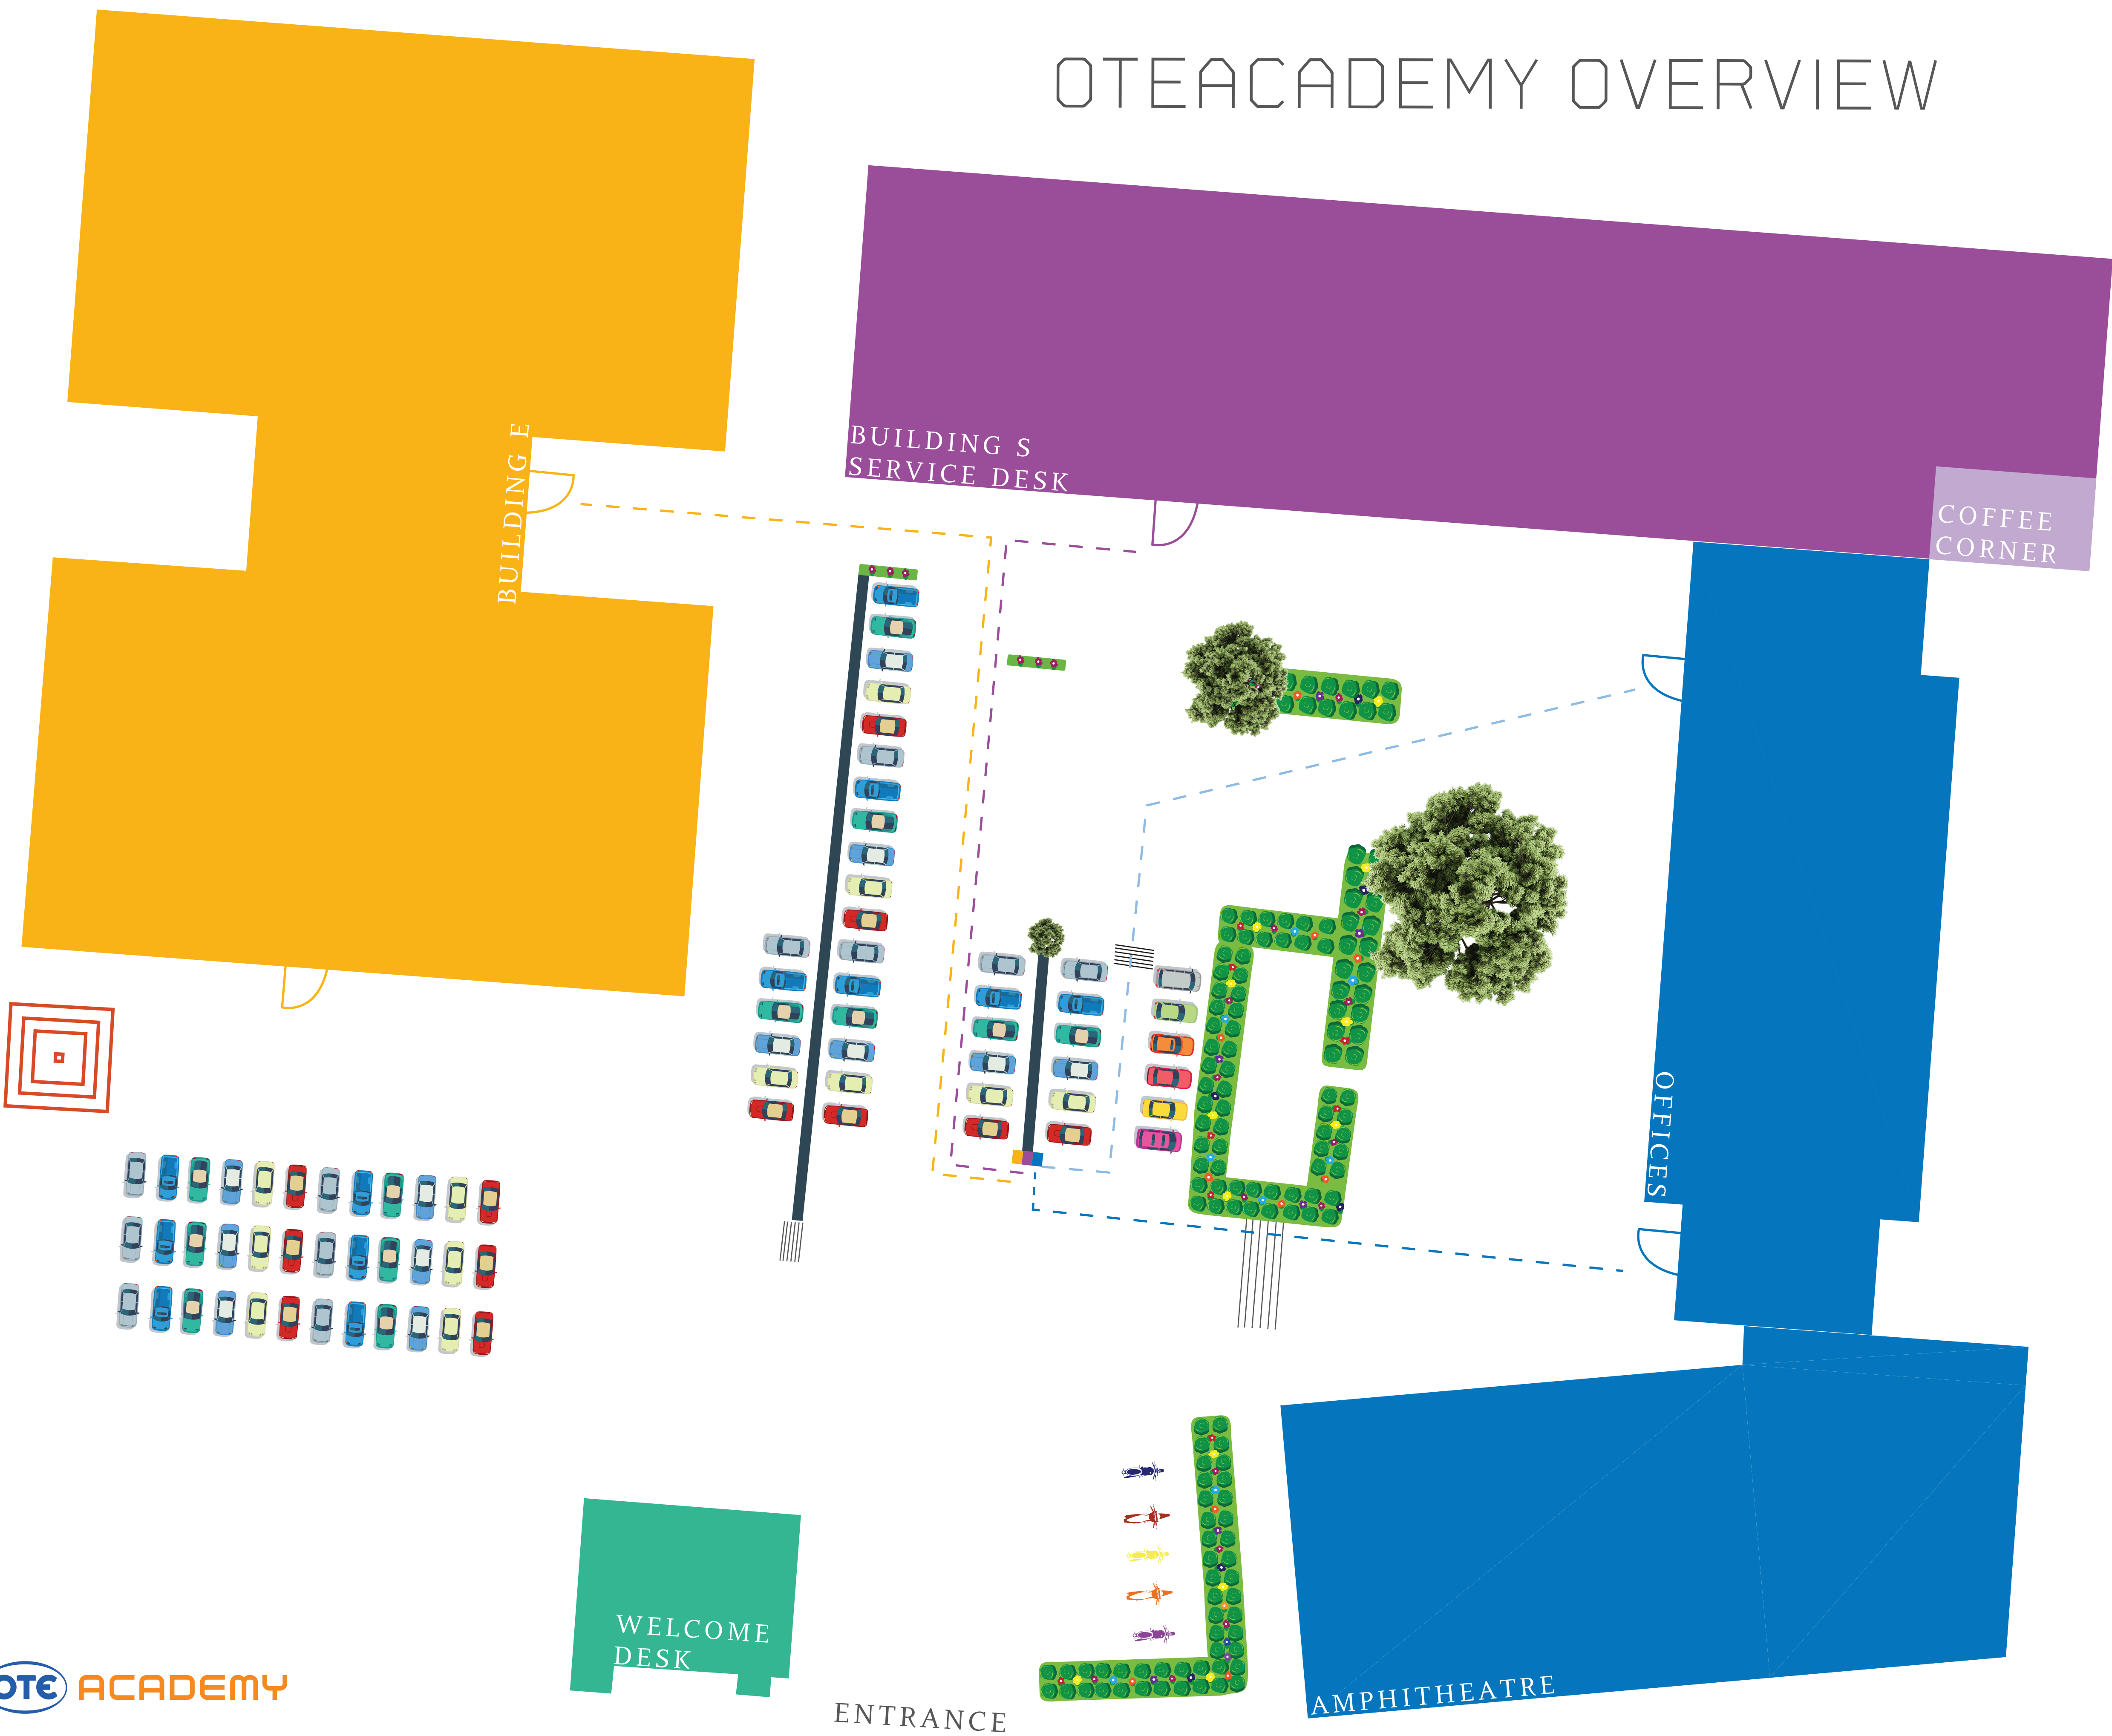 OTEACADEMY OVERVIEW
BUILDING E
BUILDING S
SERVICE DESK
COFFEE
CORNER
OFFICES
WELCOME
DESK
ENTRANCE
AMPHITHEATRE
OTE ACADEMY